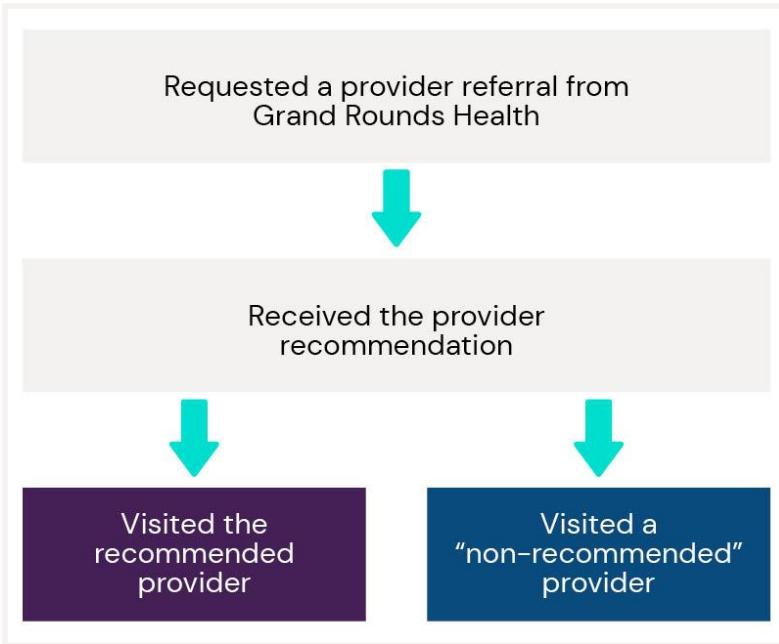 Requested a provider referral from
Grand Rounds Health
Received the provider
recommendation
Visited the
recommended
provider
Visited a
“non-recommended”
provider